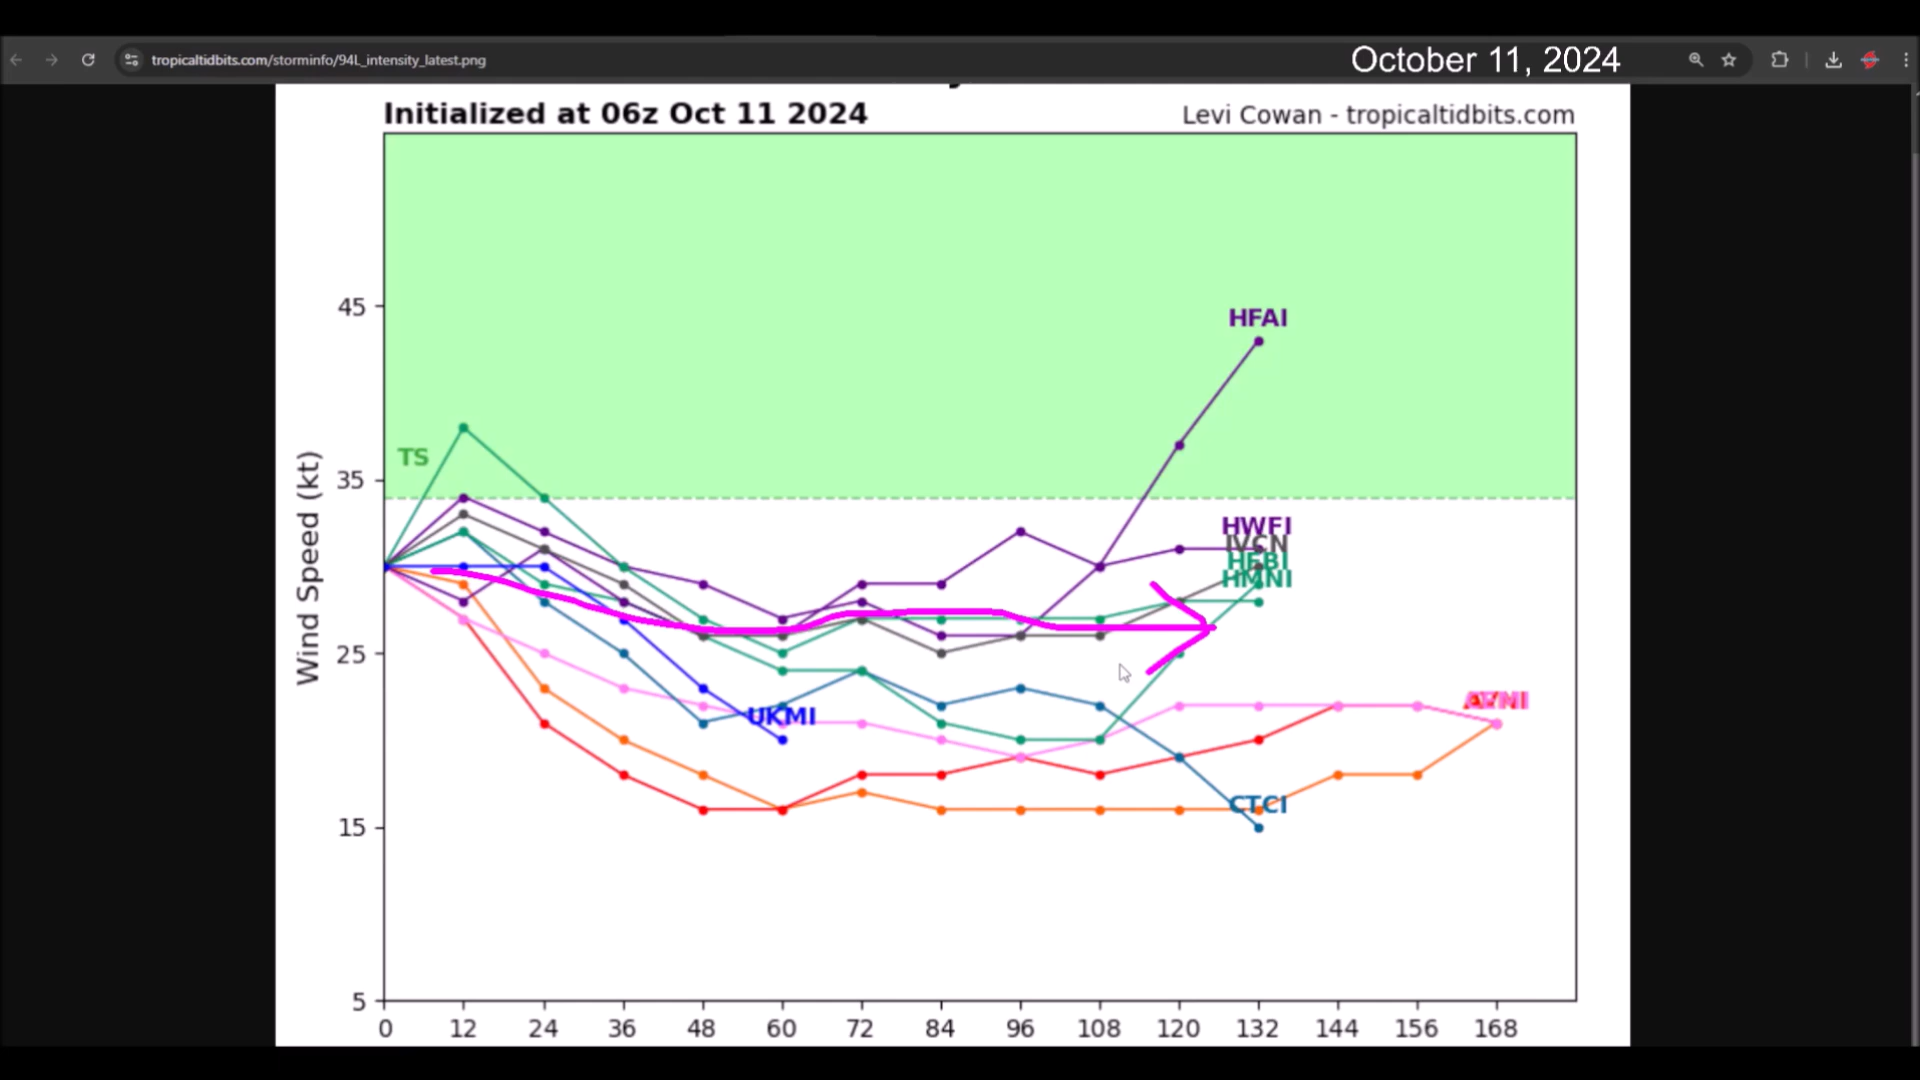 tropicaltidbits.com/storminfo/94L_intensity_latest.png
October 11, 2024
Initialized at 06z Oct 11 2024
Levi Cowan - tropicaltidbits.com
45
HFAI
TS
35
HWFI
IVCN
HFBI
HMNI
Wind Speed (kt)
25
UKMI
CTCI
15
5
0 12 24 36 48 60 72 84 96 108 120 132 144 156 168